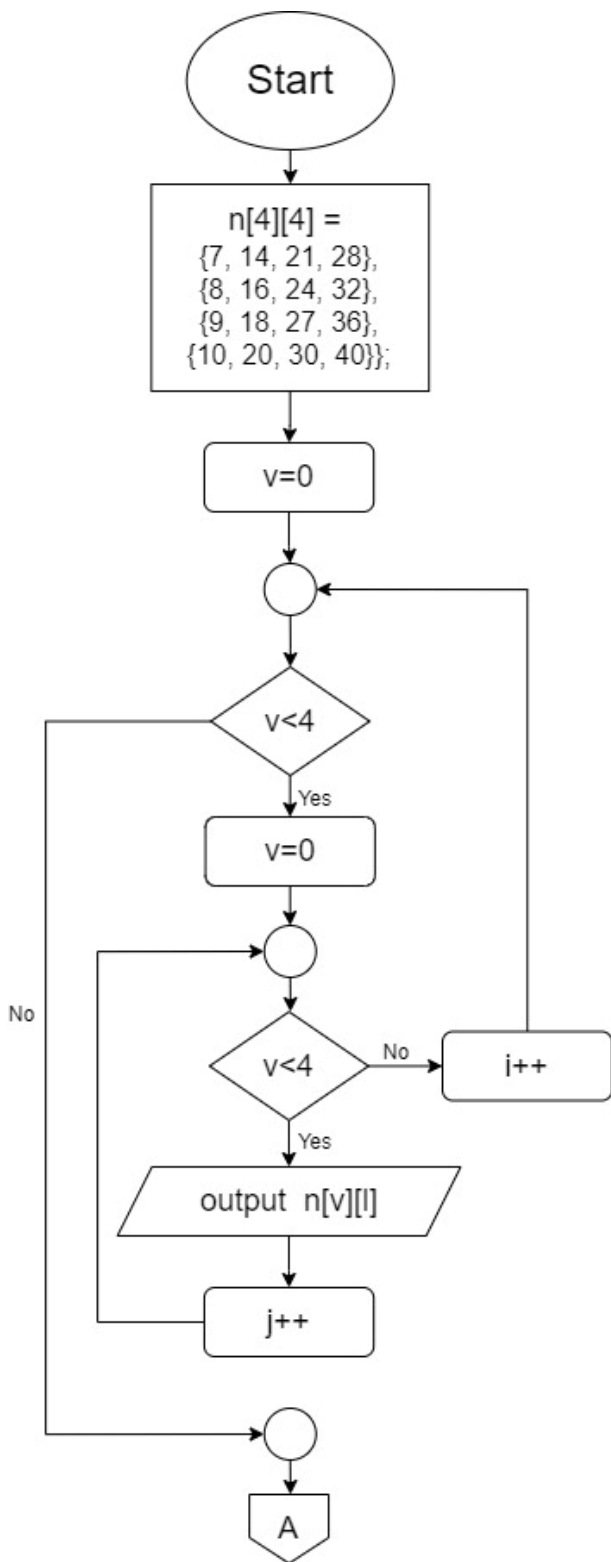 Start
n[4][4] =
{7, 14, 21, 28},
{8, 16, 24, 32},
{9, 18, 27, 36},
{10, 20, 30, 40}};
v=0
v<4
Yes
v=0
No
v<4
No
i++
Yes
output n[v][l]
j++
A